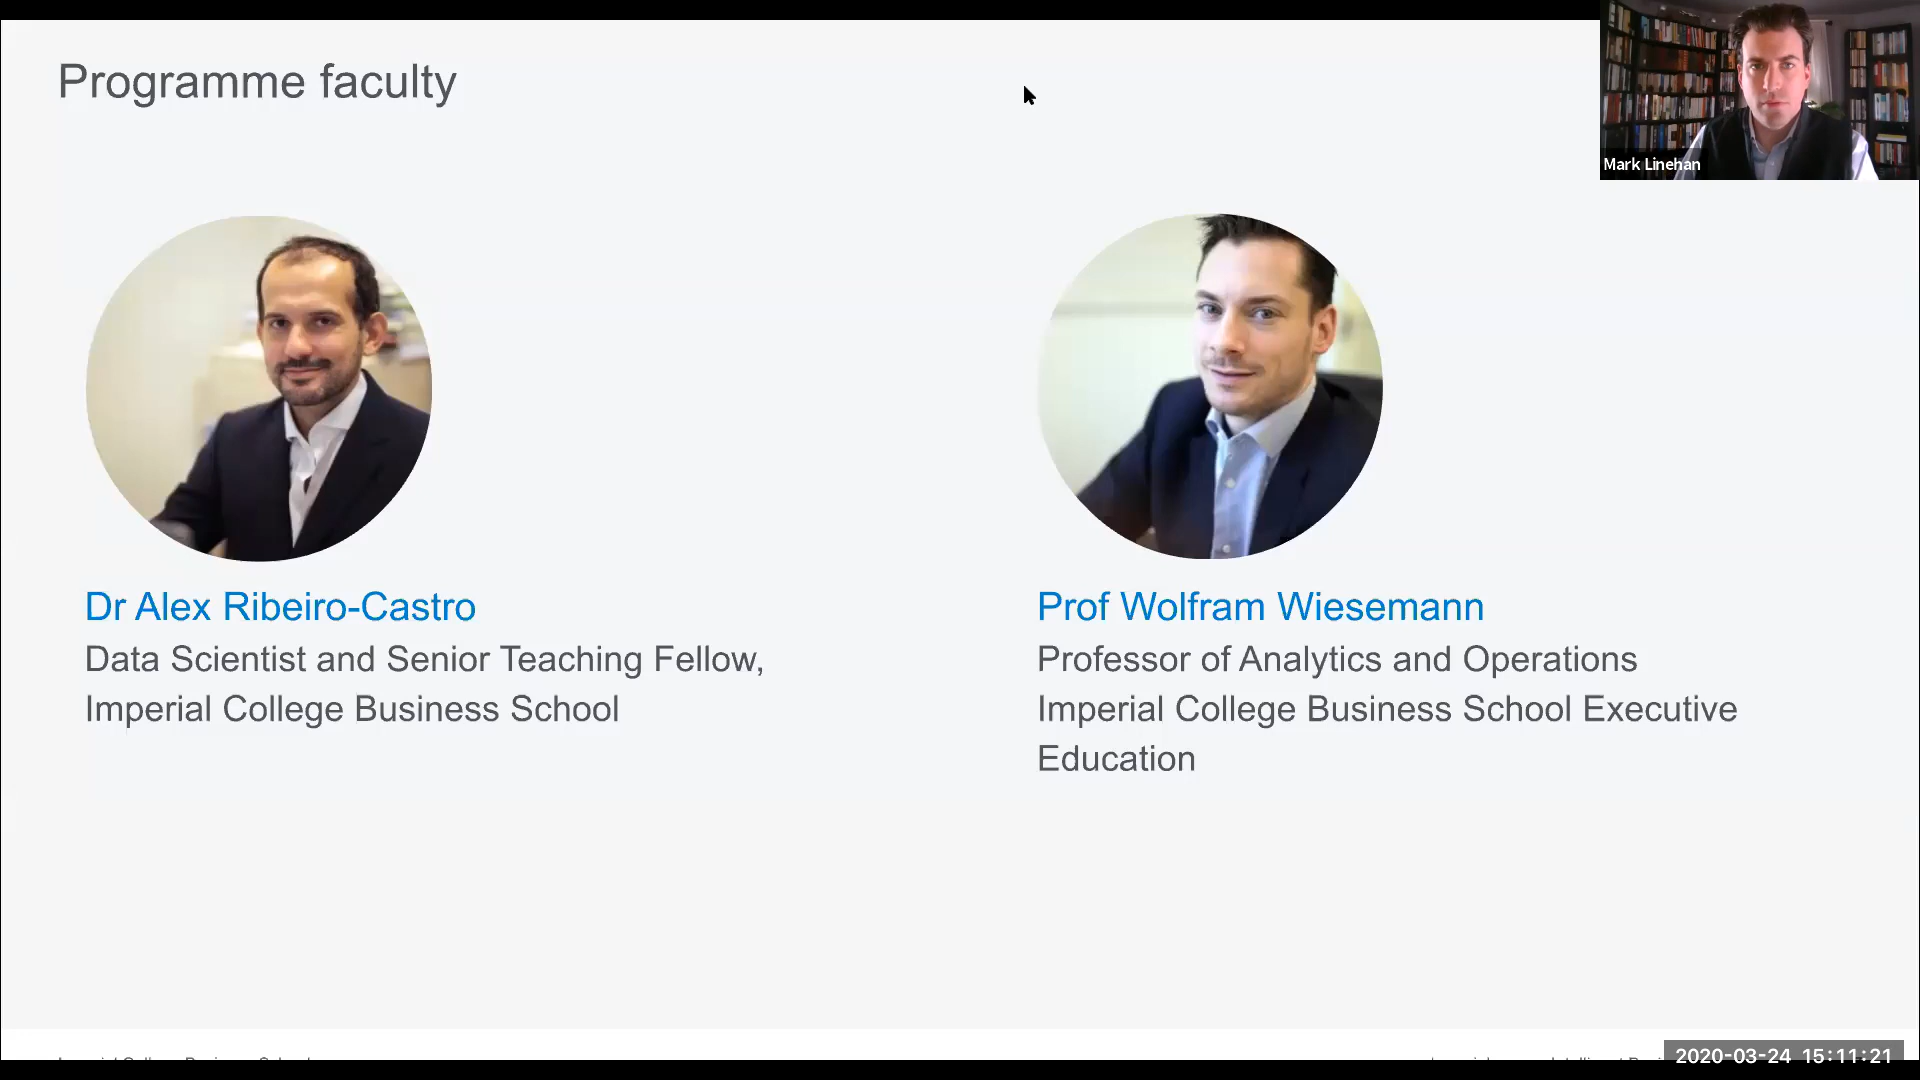 Programme faculty
Mark Linehan
Dr Alex Ribeiro-Castro
Data Scientist and Senior Teaching Fellow,
Imperial College Business School
Prof Wolfram Wiesemann
Professor of Analytics and Operations
Imperial College Business School Executive
Education
2020-03-24 15:11:21